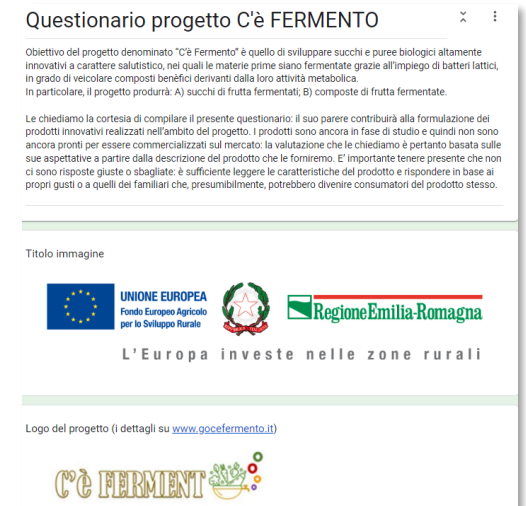 Questionario progetto C'è FERMENTO
Obiettivo del progetto denominato “C’è Fermento” è quello di sviluppare succhi e puree biologici altamente
innovativi a carattere salutistico, nei quali le materie prime siano fermentate grazie all’impiego di batteri lattici,
in grado di veicolare composti benèfici derivanti dalla loro attività metabolica.
In particolare, il progetto produrrà: A) succhi di frutta fermentati; B) composte di frutta fermentate.
Le chiediamo la cortesia di compilare il presente questionario: il suo parere contribuirà alla formulazione dei
prodotti innovativi realizzati nell’ambito del progetto. I prodotti sono ancora in fase di studio e quindi non sono
ancora pronti per essere commercializzati sul mercato: la valutazione che le chiediamo è pertanto basata sulle
sue aspettative a partire dalla descrizione del prodotto che le forniremo. E’ importante tenere presente che non
ci sono risposte giuste o sbagliate: è sufficiente leggere le caratteristiche del prodotto e rispondere in base ai
propri gusti o a quelli dei familiari che, presumibilmente, potrebbero divenire consumatori del prodotto stesso.
Titolo immagine
UNIONE EUROPEA
Fondo Europeo Agricolo
per lo Sviluppo Rurale
RegioneEmilia-Romagna
L'Europa investe nelle zone rurali
Logo del progetto (i dettagli su www.gocefermento.it)
C'è FERMENT